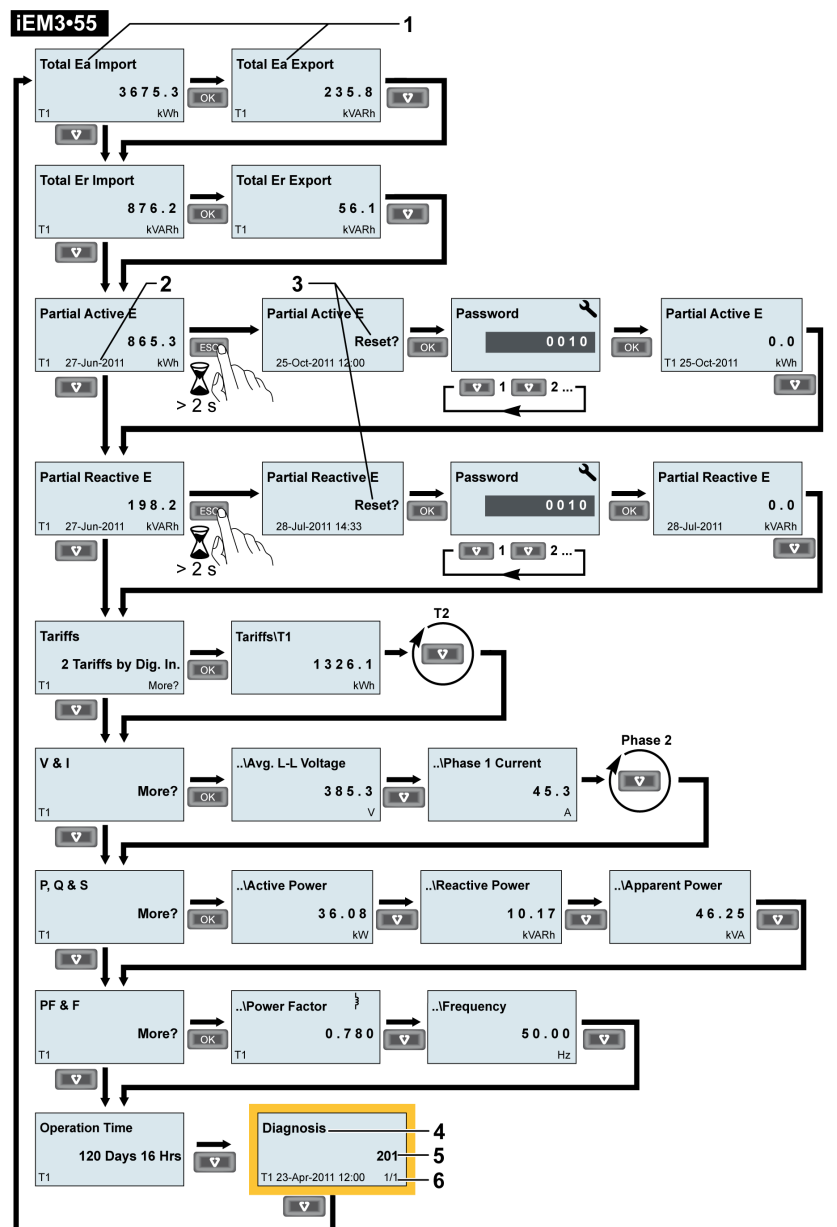 iEM3•55
1
Total Ea Import
3675.3
T1 kWh
OK
Total Ea Export
235.8
T1 kVARh
Total Er Import
876.2
T1 kVARh
OK
Total Er Export
56.1
T1 kVARh
2
3
Partial Active E
865.3
T1 27-Jun-2011 kWh
ESC
> 2 s
Partial Active E
Reset?
25-Oct-2011 12:00
OK
Password
0010
1 2 ...
OK
Partial Active E
0.0
T1 25-Oct-2011 kWh
Partial Reactive E
198.2
T1 27-Jun-2011 kVARh
ESC
> 2 s
Partial Reactive E
Reset?
28-Jul-2011 14:33
OK
Password
0010
1 2 ...
OK
Partial Reactive E
0.0
28-Jul-2011 kVARh
Tariffs
2 Tariffs by Dig. In.
T1 More?
OK
Tariffs\T1
1326.1
kWh
T2
V & I
More?
T1
OK
..\Avg. L-L Voltage
385.3
V
..\Phase 1 Current
45.3
A
Phase 2
P, Q & S
More?
T1
OK
..\Active Power
36.08
kW
..\Reactive Power
10.17
kVARh
..\Apparent Power
46.25
kVA
PF & F
More?
T1
OK
..\Power Factor
0.780
T1
..\Frequency
50.00
Hz
Operation Time
120 Days 16 Hrs
T1
Diagnosis
4
201
5
T1 23-Apr-2011 12:00 1/1
6